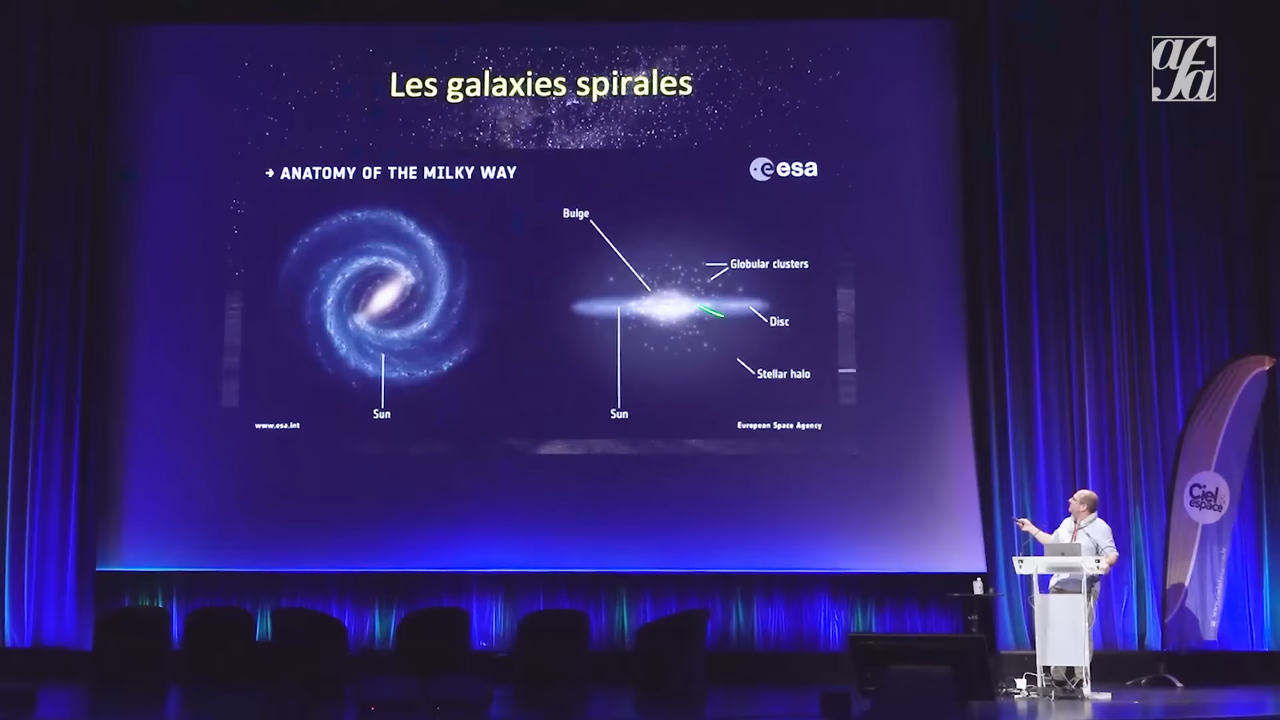 afa
Les galaxies spirales
→ ANATOMY OF THE MILKY WAY
esa
Bulge
Globular clusters
Disc
Stellar halo
Sun
Sun
www.esa.int
European Space Agency
Ciel & espace